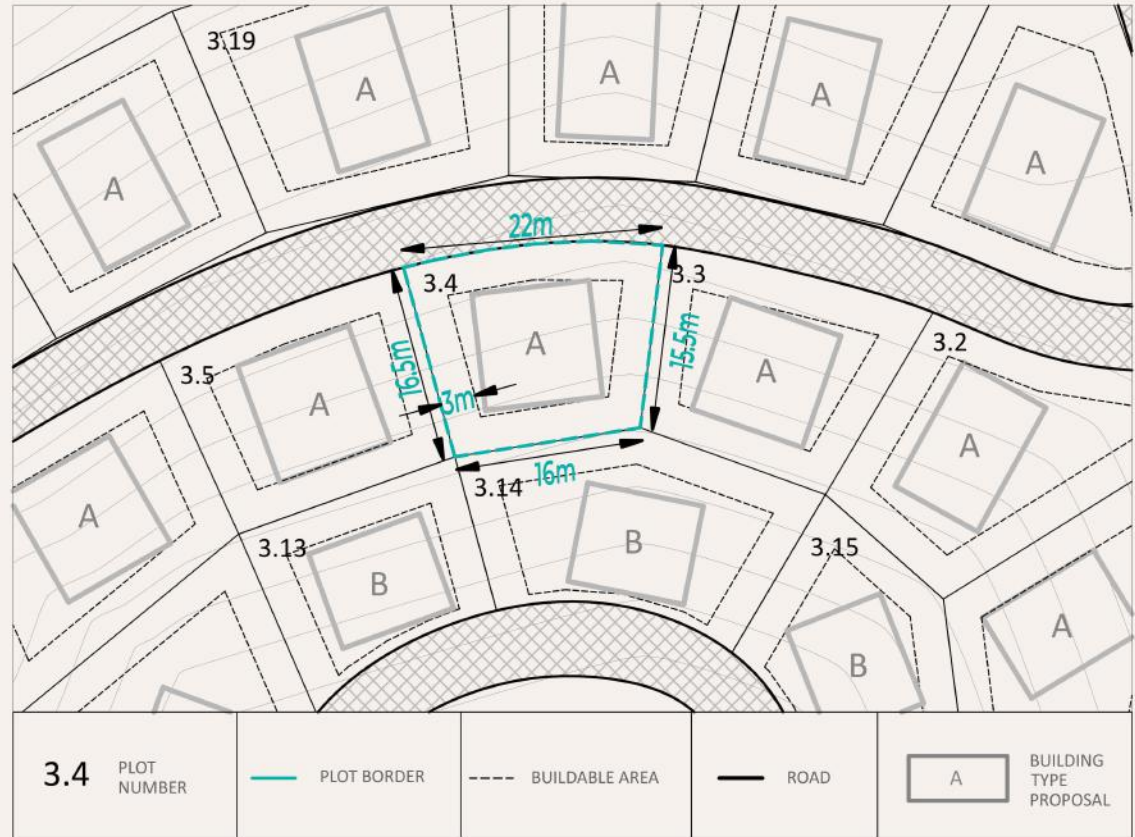 3.19
A
A
A
A
A
22m
3.4
3.3
A
15.5m
16.5m
3m
3.5
A
A
3.2
A
A
3.14
16m
3.13
B
B
3.15
B
A
3.4
PLOT
NUMBER
PLOT BORDER
BUILDABLE AREA
ROAD
A
BUILDING
TYPE
PROPOSAL